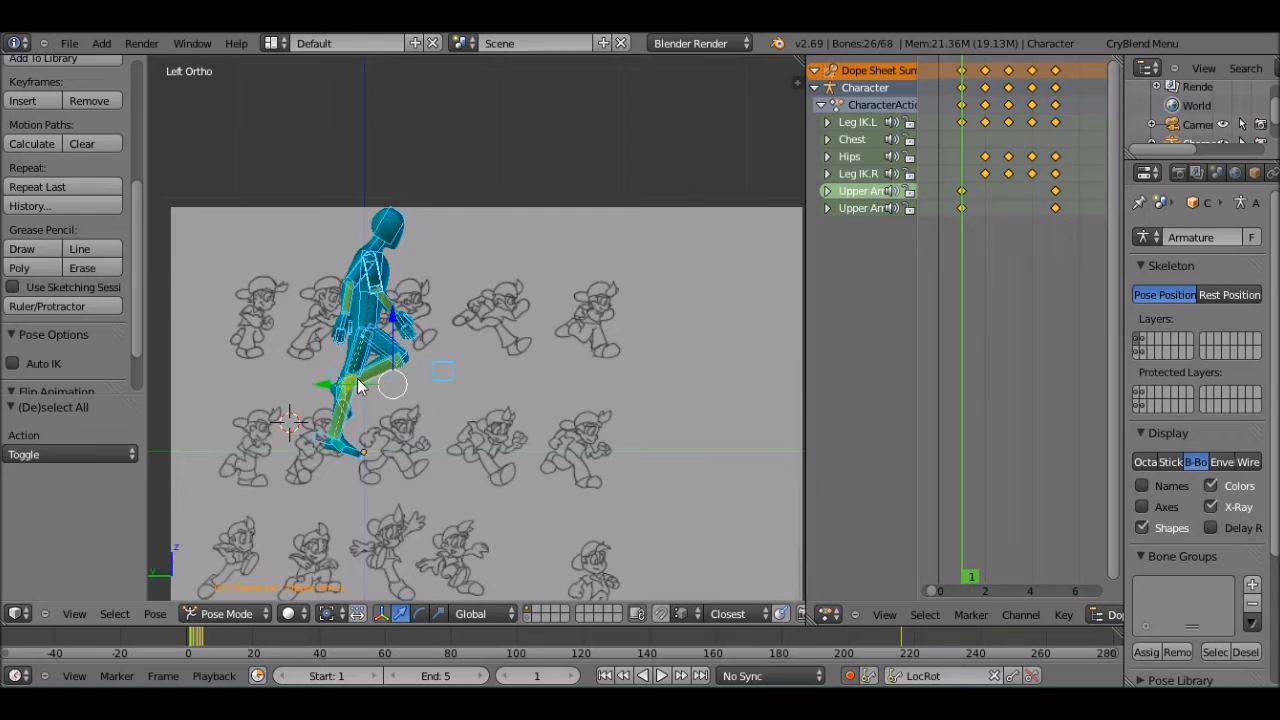 File Add Render Window Help Default Scene Blender Render v2.69 | Bones:26/68 | Mem:21.36M (19.13M) | Character CryBlend Menu
Add To Library
Keyframes:
Insert Remove
Motion Paths:
Calculate Clear
Repeat:
Repeat Last
History...
Grease Pencil:
Draw Line
Poly Erase
Use Sketching Sessi
Ruler/Protractor
Pose Options
Auto IK
Flip Animation
(De)select All
Action
Toggle
Left Ortho
z
y
View Select Pose Pose Mode Global Closest
Dope Sheet Sum
Character
CharacterActio
Leg IK.L
Chest
Hips
Leg IK.R
Upper Arm
Upper Arm
1
0 2 4 6
View Select Marker Channel Key Dop
View Search
Rende
World
Camer
C A
Armature F
Skeleton
Pose Position Rest Position
Layers:
Protected Layers:
Display
Octa Stick B-Bo Enve Wire
Names Colors
Axes X-Ray
Shapes Delay R
Bone Groups
Assig Remo Selec Desel
Pose Library
-40 -20 0 20 40 60 80 100 120 140 160 180 200 220 240 260 280
View Marker Frame Playback Start: 1 End: 5 1 No Sync LocRot